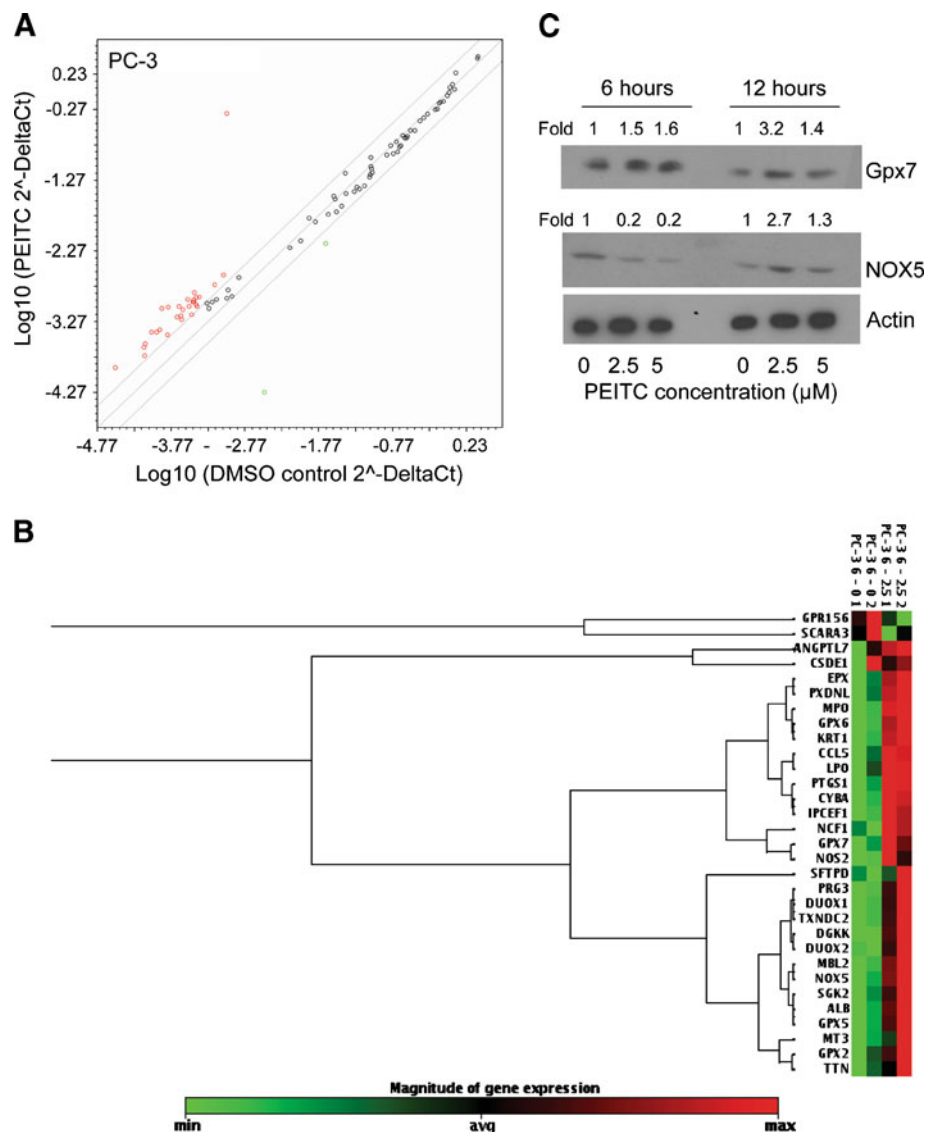 A
PC-3
0.23
-0.27
-1.27
-2.27
-3.27
-4.27
Log10 (PEITC 2^-DeltaCt)
-4.77 -3.77 - -2.77 -1.77 -0.77 0.23
Log10 (DMSO control 2^-DeltaCt)
C
6 hours 12 hours
Fold 1 1.5 1.6 1 3.2 1.4
Gpx7
Fold 1 0.2 0.2 1 2.7 1.3
NOX5
Actin
0 2.5 5 0 2.5 5
PEITC concentration (µM)
B
PC-3 6 - 0 1
PC-3 6 - 0 2
PC-3 6 - 2.5 1
PC-3 6 - 2.5 2
GPR156
SCARA3
ANGPTL7
CSDE1
EPX
PXDNL
MPO
GPX6
KRT1
CCL5
LPO
PTGS1
CYBA
IPCEF1
NCF1
GPX7
NOS2
SFTPD
PRG3
DUOX1
TXNDC2
DGKK
DUOX2
MBL2
NOX5
SGK2
ALB
GPX5
MT3
GPX2
TTN
Magnitude of gene expression
min avg max